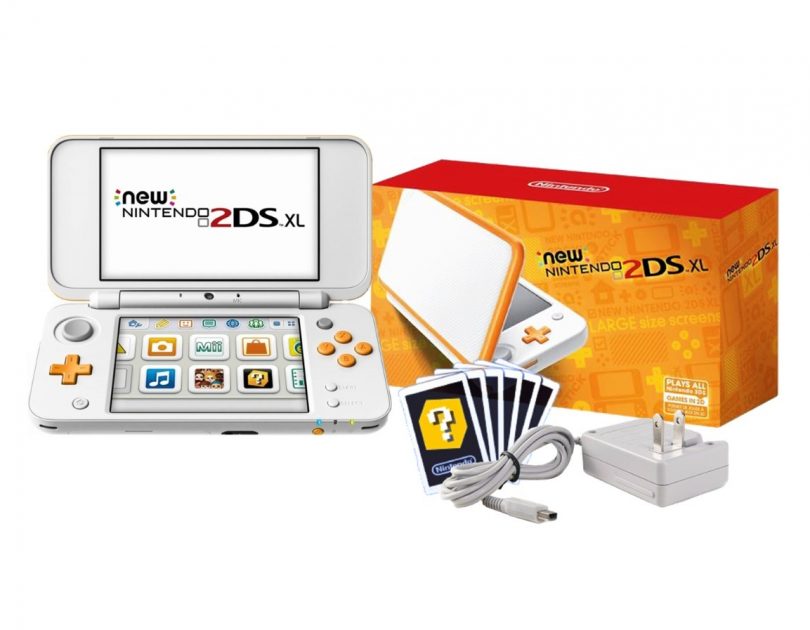 new
NINTENDO 2DS XL
Mii
SELECT
Nintendo
new
NINTENDO 2DS XL
LARGE size screens
PLAYS ALL
Nintendo 3DS
GAMES IN 2D
Nintendo